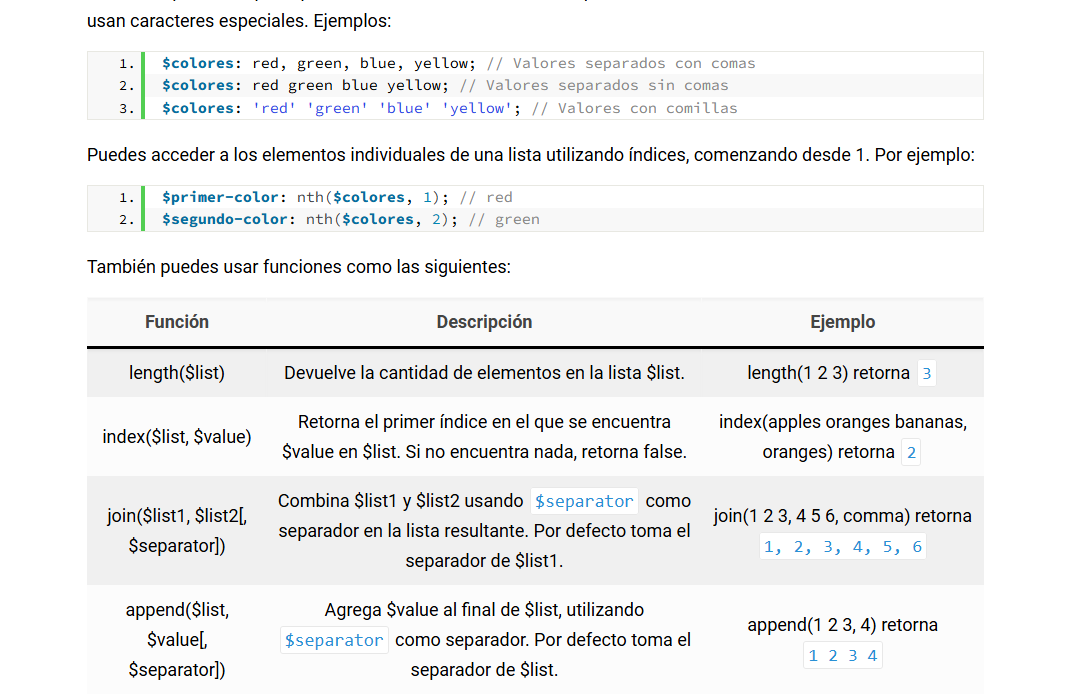 usan caracteres especiales. Ejemplos:
1. $colores: red, green, blue, yellow; // Valores separados con comas
2. $colores: red green blue yellow; // Valores separados sin comas
3. $colores: 'red' 'green' 'blue' 'yellow'; // Valores con comillas
Puedes acceder a los elementos individuales de una lista utilizando índices, comenzando desde 1. Por ejemplo:
1. $primer-color: nth($colores, 1); // red
2. $segundo-color: nth($colores, 2); // green
También puedes usar funciones como las siguientes:
Función Descripción Ejemplo
length($list) Devuelve la cantidad de elementos en la lista $list. length(1 2 3) retorna 3
index($list, $value)
Retorna el primer índice en el que se encuentra
$value en $list. Si no encuentra nada, retorna false.
index(apples oranges bananas,
oranges) retorna 2
join($list1, $list2[,
$separator])
Combina $list1 y $list2 usando $separator como
separador en la lista resultante. Por defecto toma el
separador de $list1.
join(1 2 3, 4 5 6, comma) retorna
1, 2, 3, 4, 5, 6
append($list,
$value[,
$separator])
Agrega $value al final de $list, utilizando
$separator como separador. Por defecto toma el
separador de $list.
append(1 2 3, 4) retorna
1 2 3 4